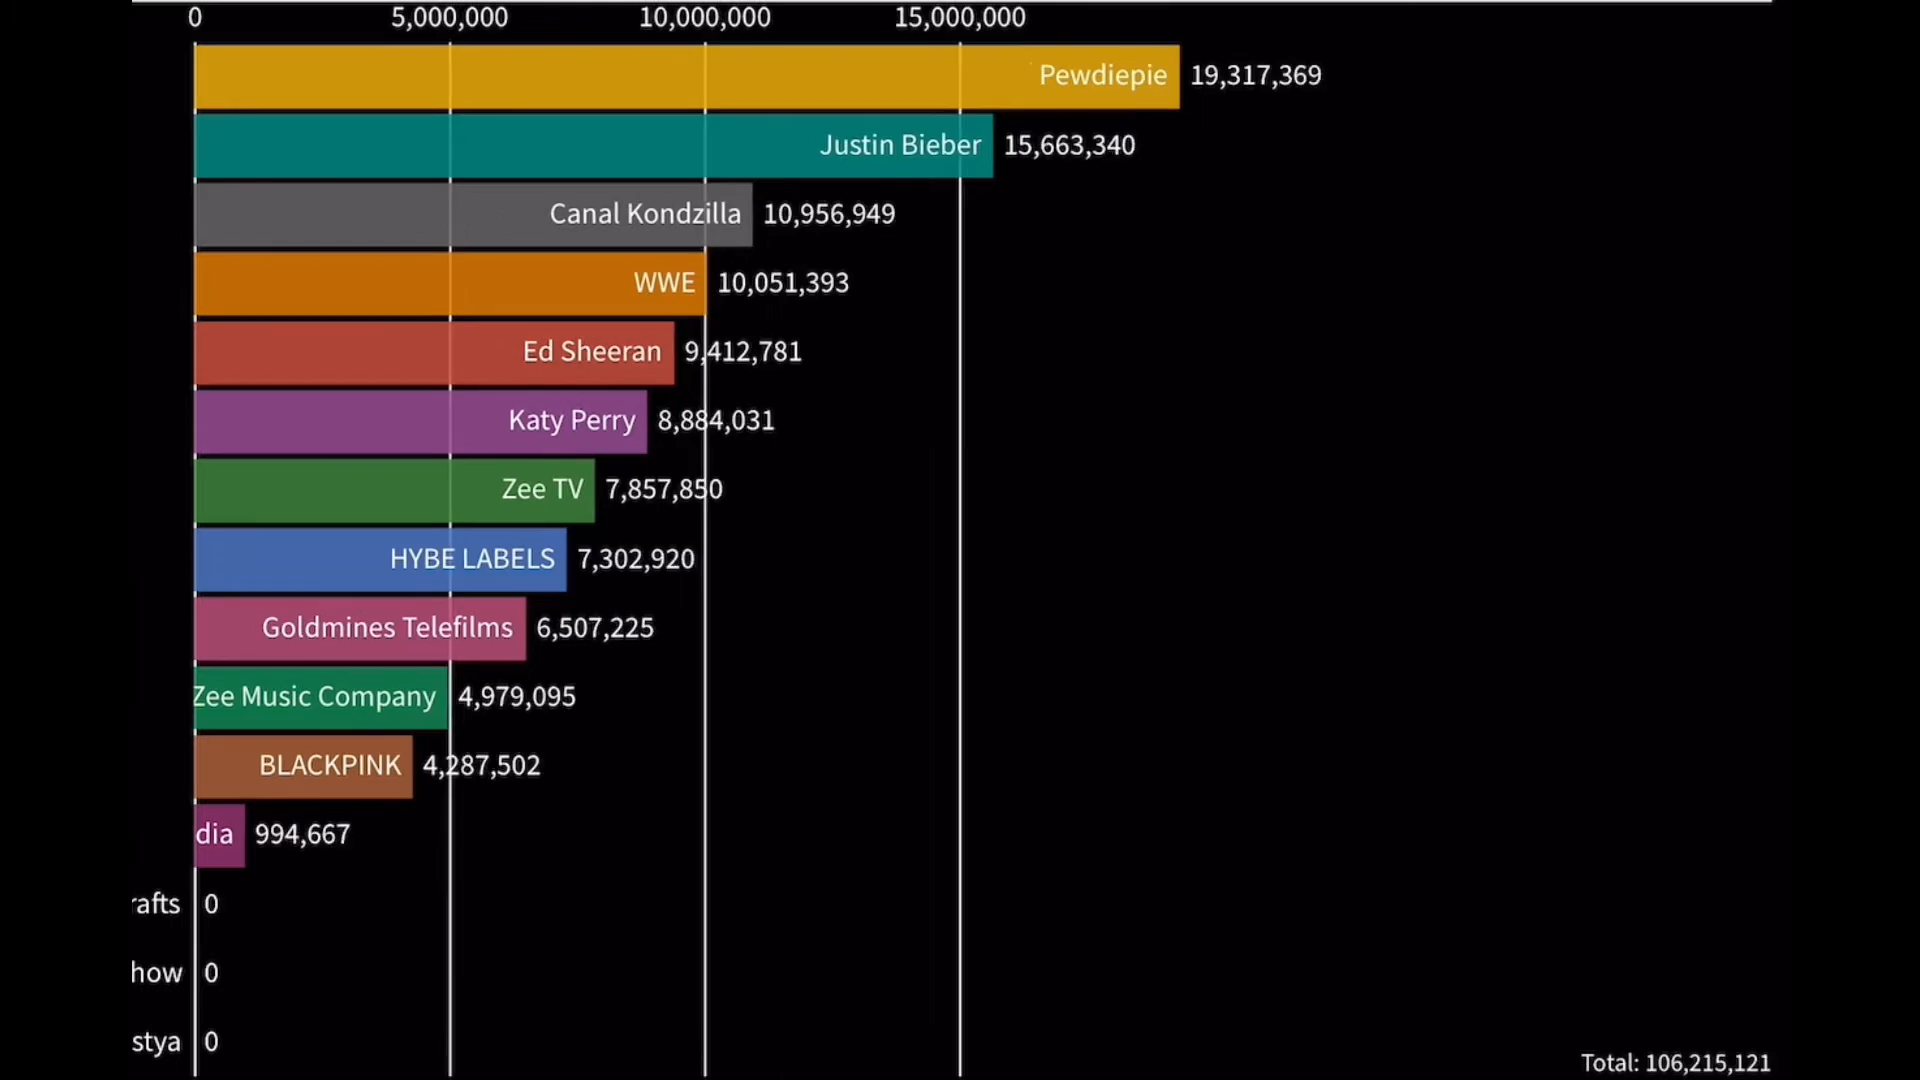 0 5,000,000 10,000,000 15,000,000
Pewdiepie 19,317,369
Justin Bieber 15,663,340
Canal Kondzilla 10,956,949
WWE 10,051,393
Ed Sheeran 9,412,781
Katy Perry 8,884,031
Zee TV 7,857,850
HYBE LABELS 7,302,920
Goldmines Telefilms 6,507,225
Zee Music Company 4,979,095
BLACKPINK 4,287,502
dia 994,667
rafts 0
how 0
stya 0
Total: 106,215,121